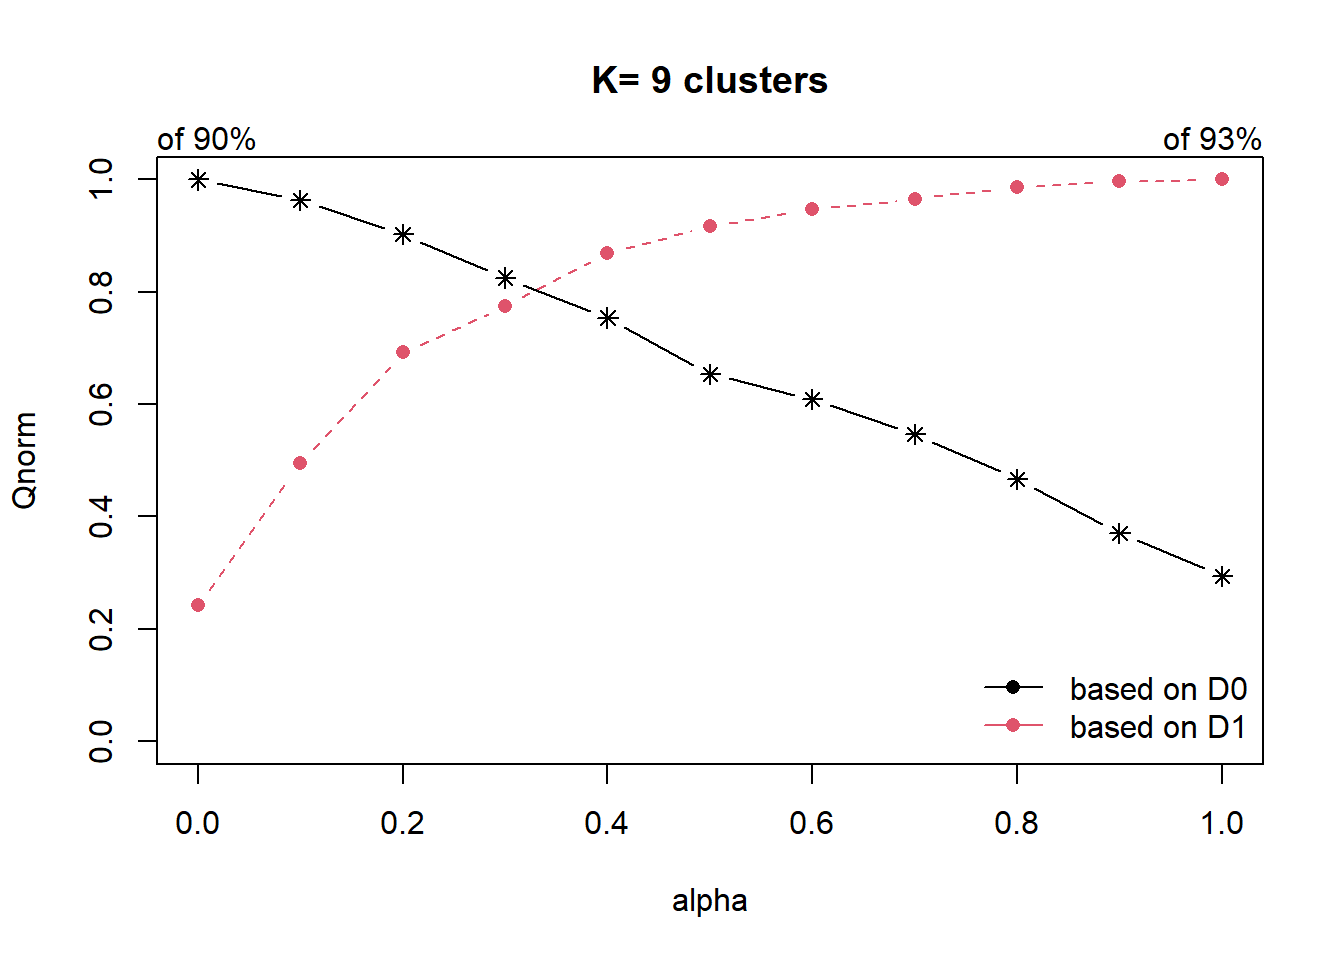 K= 9 clusters
of 90% of 93%
Qnorm
1.0
0.8
0.6
0.4
0.2
0.0
based on D0
based on D1
0.0 0.2 0.4 0.6 0.8 1.0
alpha